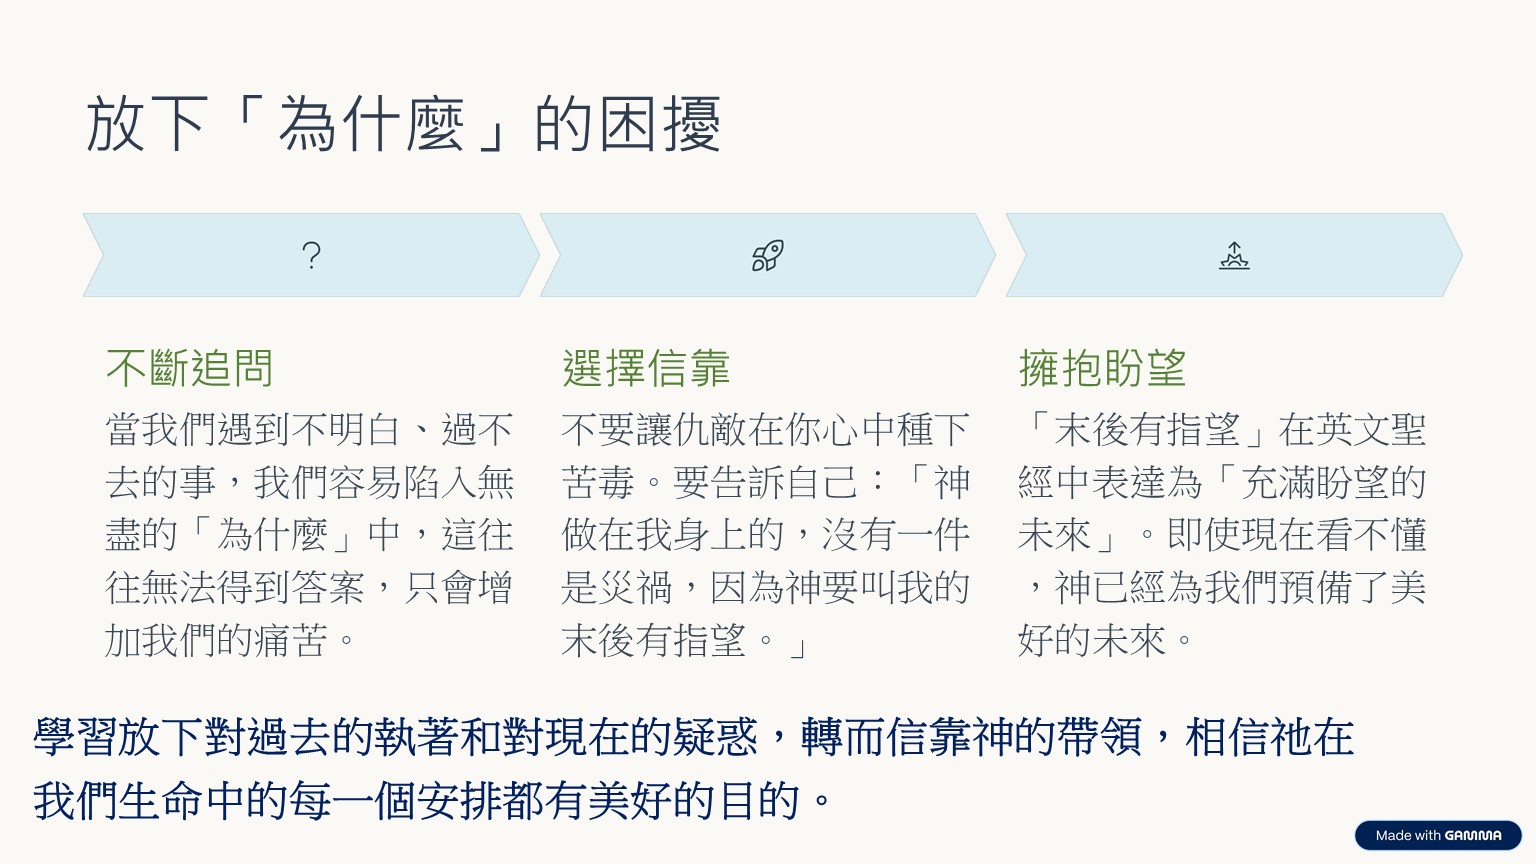 放下「為什麼」的困擾
不斷追問
當我們遇到不明白、過不
去的事，我們容易陷入無
盡的「為什麼」中，這往
往無法得到答案，只會增
加我們的痛苦。
選擇信靠
不要讓仇敵在你心中種下
苦毒。要告訴自己：「神
做在我身上的，沒有一件
是災禍，因為神要叫我的
末後有指望。」
擁抱盼望
「末後有指望」在英文聖
經中表達為「充滿盼望的
未來」。即使現在看不懂
，神已經為我們預備了美
好的未來。
學習放下對過去的執著和對現在的疑惑，轉而信靠神的帶領，相信祂在
我們生命中的每一個安排都有美好的目的。
Made with GAMMA